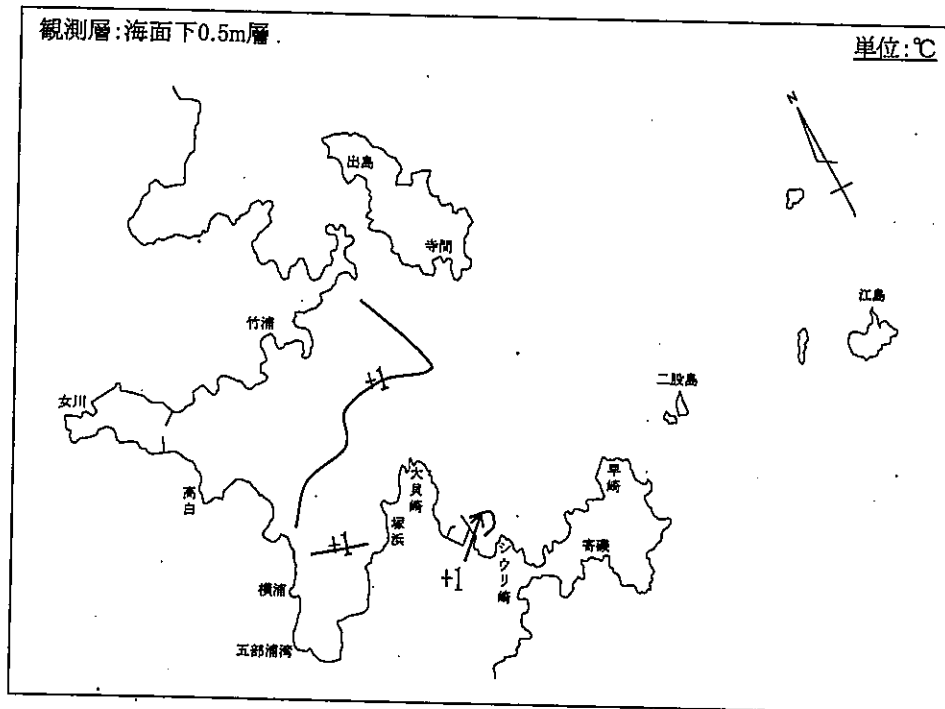 観測層:海面下0.5m層
単位:℃
N
出島
寺間
江島
竹浦
+1
二股島
女川
高白
大貝崎
早崎
塚浜
寄磯
シウリ崎
+1
+1
横浦
五部浦湾